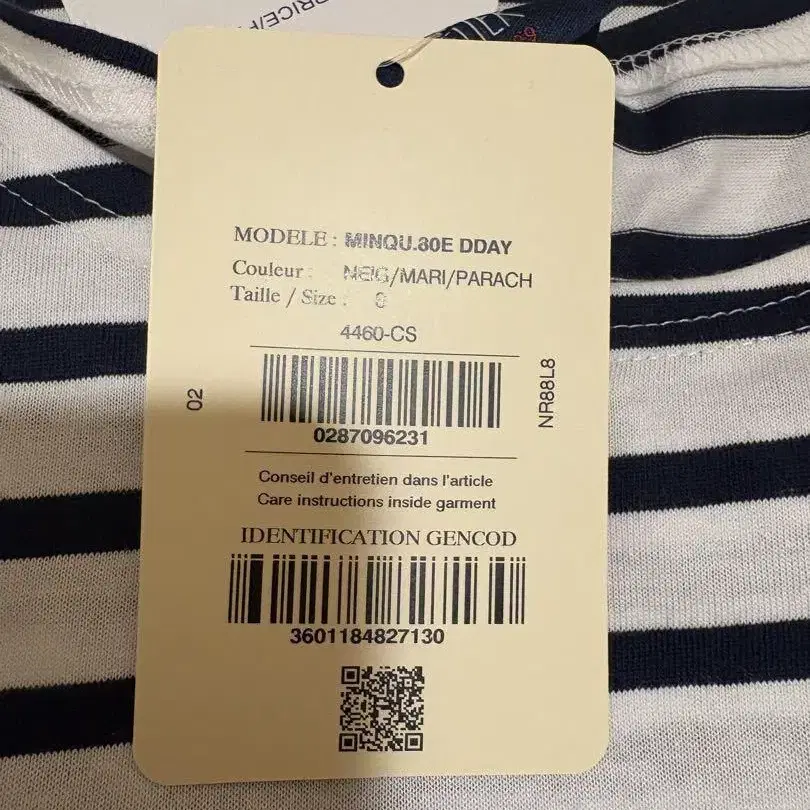 PRICE/P
MODELE : MINQU.80E DDAY
Couleur : NEIG/MARI/PARACH
Taille / Size :
4460-CS
02
NR88L8
0287096231
Conseil d'entretien dans l'article
Care instructions inside garment
IDENTIFICATION GENCOD
3601184827130